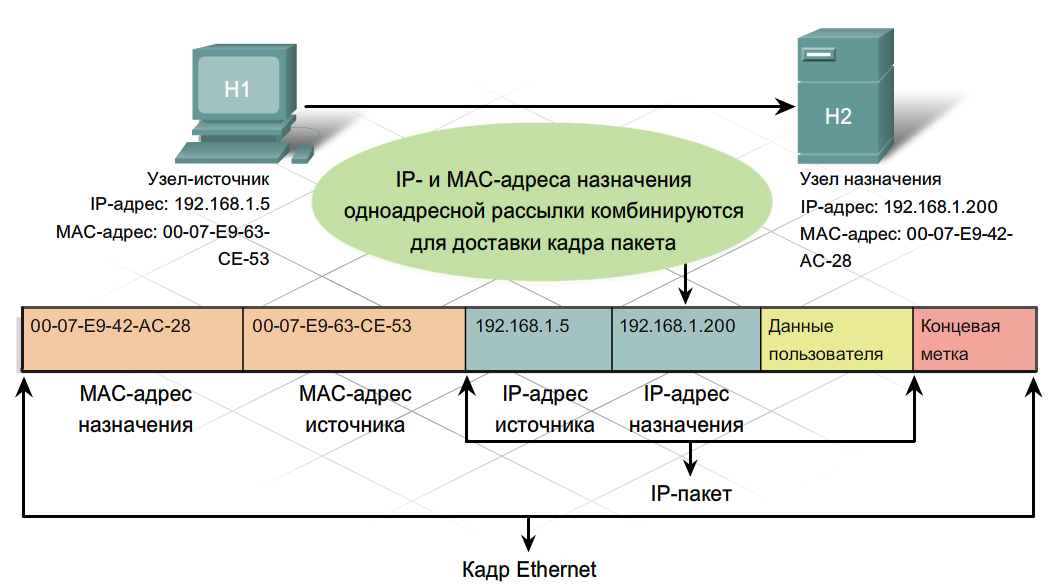 H1
H2
Узел-источник
IP-адрес: 192.168.1.5
MAC-адрес: 00-07-E9-63-
CE-53
IP- и MAC-адреса назначения
одноадресной рассылки комбинируются
для доставки кадра пакета
Узел назначения
IP-адрес: 192.168.1.200
MAC-адрес: 00-07-E9-42-
AC-28
00-07-E9-42-AC-28
00-07-E9-63-CE-53
192.168.1.5
192.168.1.200
Данные
пользователя
Концевая
метка
MAC-адрес
назначения
MAC-адрес
источника
IP-адрес
источника
IP-адрес
назначения
IP-пакет
Кадр Ethernet